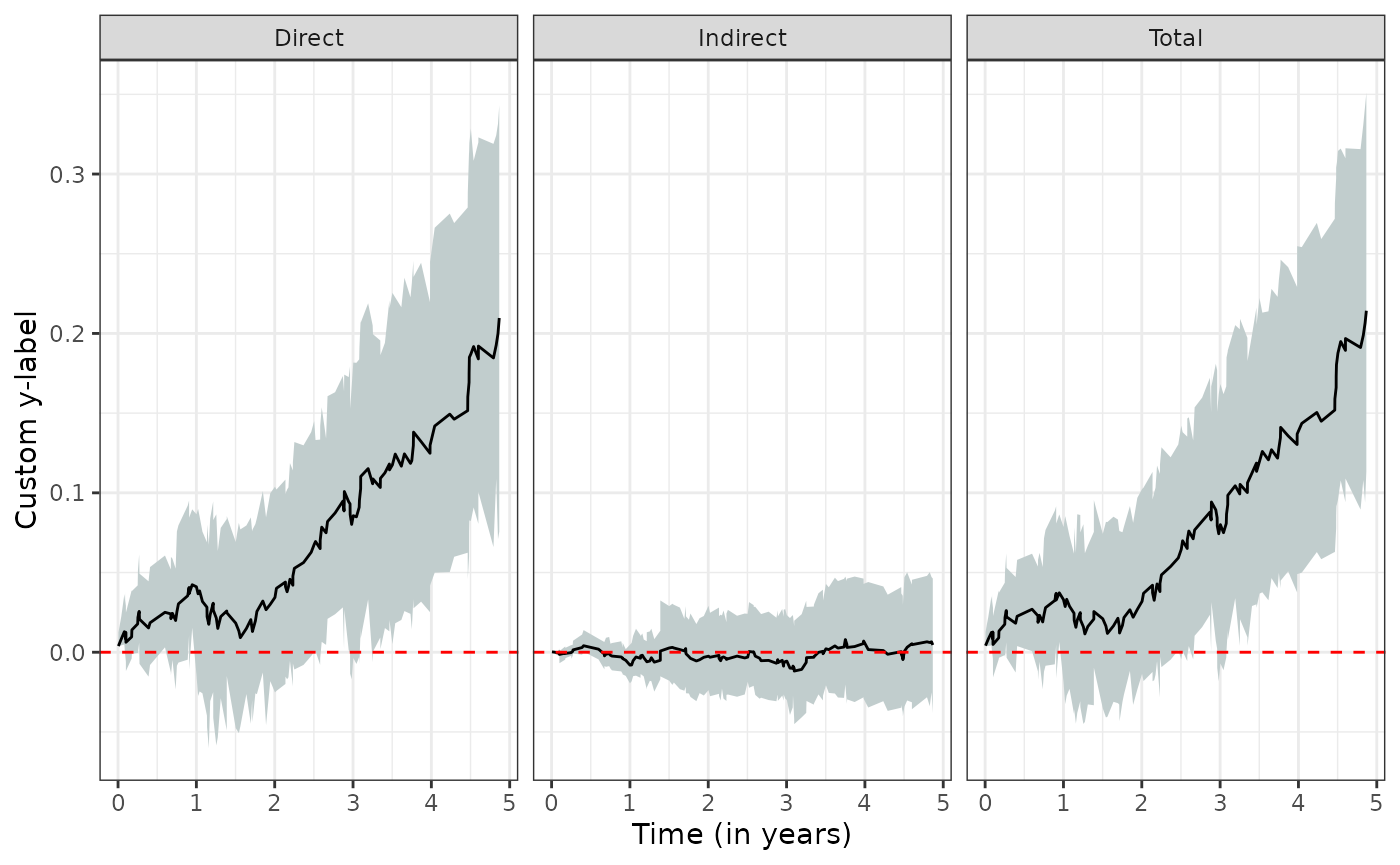 Direct Indirect Total
0.3
0.2
0.1
0.0
Custom y-label
0 1 2 3 4 5 0 1 2 3 4 5 0 1 2 3 4 5
Time (in years)